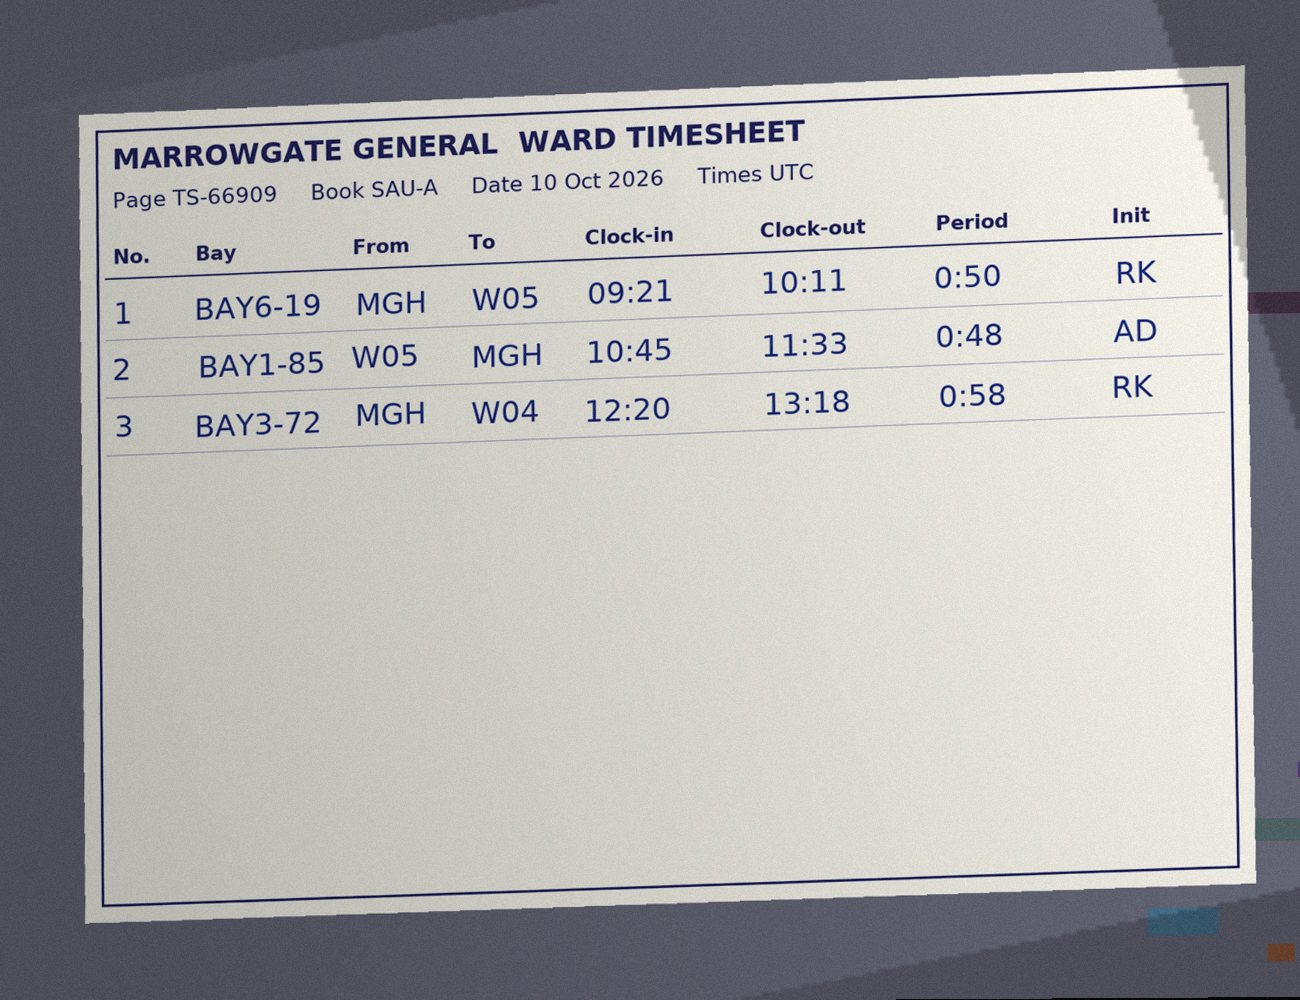 MARROWGATE GENERAL WARD TIMESHEET
Page TS-66909 Book SAU-A Date 10 Oct 2026 Times UTC
No. Bay From To Clock-in Clock-out Period Init
1 BAY6-19 MGH W05 09:21 10:11 0:50 RK
2 BAY1-85 W05 MGH 10:45 11:33 0:48 AD
3 BAY3-72 MGH W04 12:20 13:18 0:58 RK